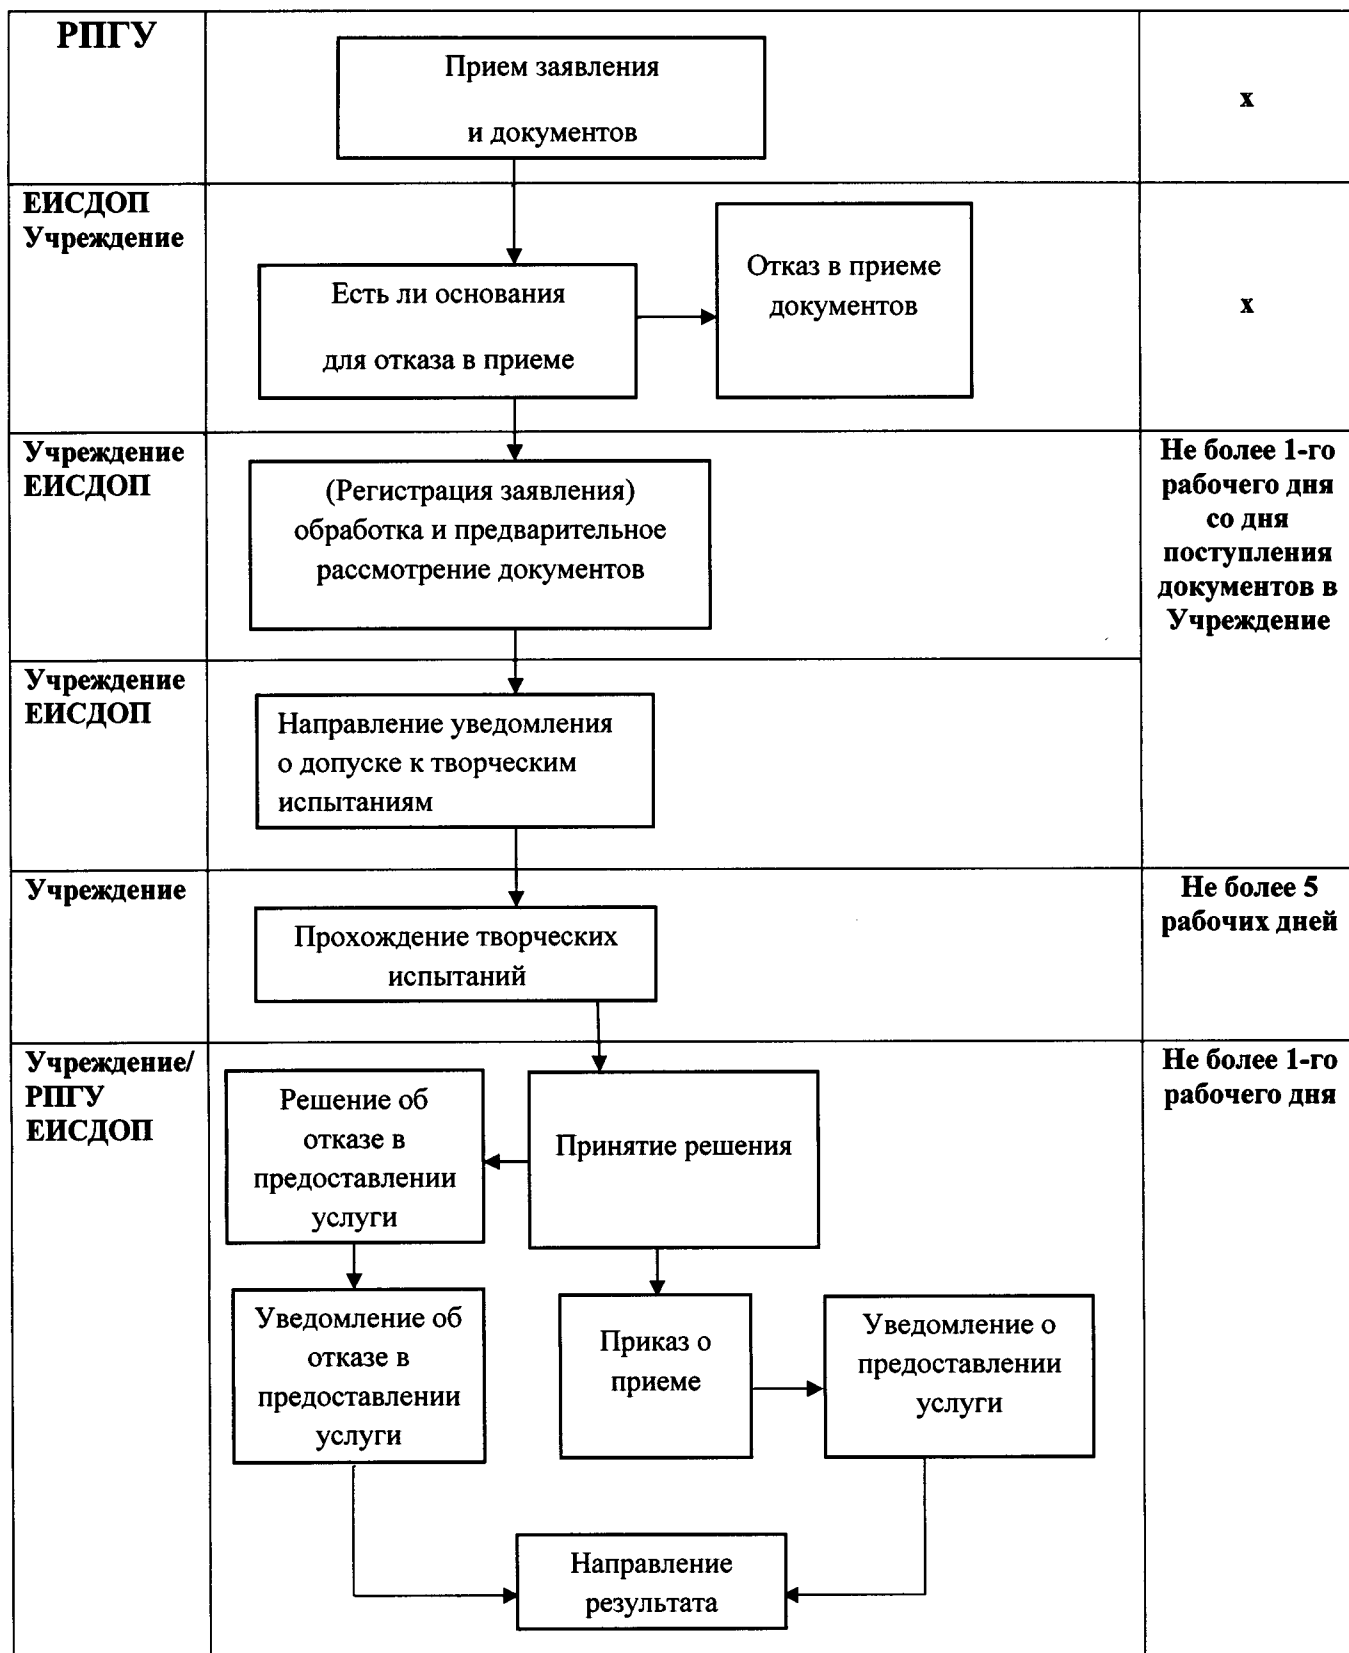 РПГУ
Прием заявления
и документов
х
ЕИСДОП
Учреждение
Есть ли основания
для отказа в приеме
Отказ в приеме
документов
х
Учреждение
ЕИСДОП
(Регистрация заявления)
обработка и предварительное
рассмотрение документов
Не более 1-го
рабочего дня
со дня
поступления
документов в
Учреждение
Учреждение
ЕИСДОП
Направление уведомления
о допуске к творческим
испытаниям
Учреждение
Прохождение творческих
испытаний
Не более 5
рабочих дней
Учреждение/
РПГУ
ЕИСДОП
Решение об
отказе в
предоставлении
услуги
Принятие решения
Не более 1-го
рабочего дня
Уведомление об
отказе в
предоставлении
услуги
Приказ о
приеме
Уведомление о
предоставлении
услуги
Направление
результата